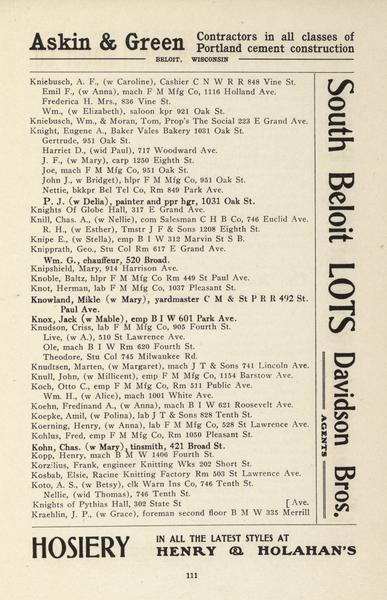 Askin & Green Contractors in all classes of
Portland cement construction
BELOIT, WISCONSIN
Kniebusch, A. F., (w Caroline), Cashier C N W R R 848 Vine St.
Emil F., (w Anna), mach F M Mfg Co, 1116 Holland Ave.
Frederica H. Mrs., 836 Vine St.
Wm., (w Elizabeth), saloon kpr 921 Oak St.
Kniebusch, Wm., & Moran, Tom, Prop's The Social 223 E Grand Ave.
Knight, Eugene A., Baker Vales Bakery 1031 Oak St.
Gertrude, 951 Oak St.
Harriet D., (wid Paul), 717 Woodward Ave.
J. F., (w Mary), carp 1250 Eighth St.
Joe, mach F M Mfg Co, 951 Oak St.
John J., w Bridget), hlpr F M Mfg Co, 951 Oak St.
Nettie, bkkpr Bel Tel Co, Rm 849 Park Ave.
P. J. (w Delia), painter and ppr hgr, 1031 Oak St.
Knights Of Globe Hall, 317 E Grand Ave.
Knill, Chas. A., (w Nellie), com Salesman C H B Co, 746 Euclid Ave.
R. H., (w Esther), Tmstr J F & Sons 1208 Eighth St.
Knipe E., (w Stella), emp B I W 312 Marvin St S B.
Knipprath, Geo., Stu Col Rm 617 E Grand Ave.
Wm. G., chauffeur, 520 Broad.
Knipshield, Mary, 914 Harrison Ave.
Knoble, Baltz, hlpr F M Mfg Co Rm 449 St Paul Ave.
Knot, Herman, lab F M Mfg Co, 1037 Pleasant St.
Knowland, Mikle (w Mary), yardmaster C M & St P R R 492 St.
Paul Ave.
Knox, Jack (w Mable), emp B I W 601 Park Ave.
Knudson, Criss, lab F M Mfg Co, 905 Fourth St.
Live, (w A.), 510 St Lawrence Ave.
Ole, mach B I W Rm 620 Fourth St.
Theodore, Stu Col 745 Milwaukee Rd.
Knudtsen, Marten, (w Margaret), mach J T & Sons 741 Lincoln Ave.
Knull, John, (w Millicent), emp F M Mfg Co, 1154 Barstow Ave.
Koch, Otto C., emp F M Mfg Co, Rm 511 Public Ave.
Wm. H., (w Alice), mach 1001 White Ave.
Koehn, Fredinand A., (w Anna), mach B I W 621 Roosevelt Ave.
Koepke, Amil, (w Polina), lab J T & Sons 828 Tenth St.
Koerning, Henry, (w Anna), lab F M Mfg Co, 528 St Lawrence Ave.
Kohlus, Fred, emp F M Mfg Co, Rm 1050 Pleasant St.
Kohn, Chas. (w Mary), tinsmith, 421 Broad St.
Kopp, Henry, mach B M W 1406 Fourth St.
Korzilius, Frank, engineer Knitting Wks 202 Short St.
Kosbab, Elsie, Racine Knitting Factory Rm 503 St Lawrence Ave.
Koto, A. S., (w Betsy), clk Warn Ins Co, 746 Tenth St.
Nellie, (wid Thomas), 746 Tenth St.
Knights of Pythias Hall, 302 State St [ Ave.
Kraehlin, J. P., (w Grace), foreman second floor B M W 335 Merrill
South Beloit LOTS Davidson Bros.
AGENTS
HOSIERY IN ALL THE LATEST STYLES AT
HENRY & HOLAHAN'S
111